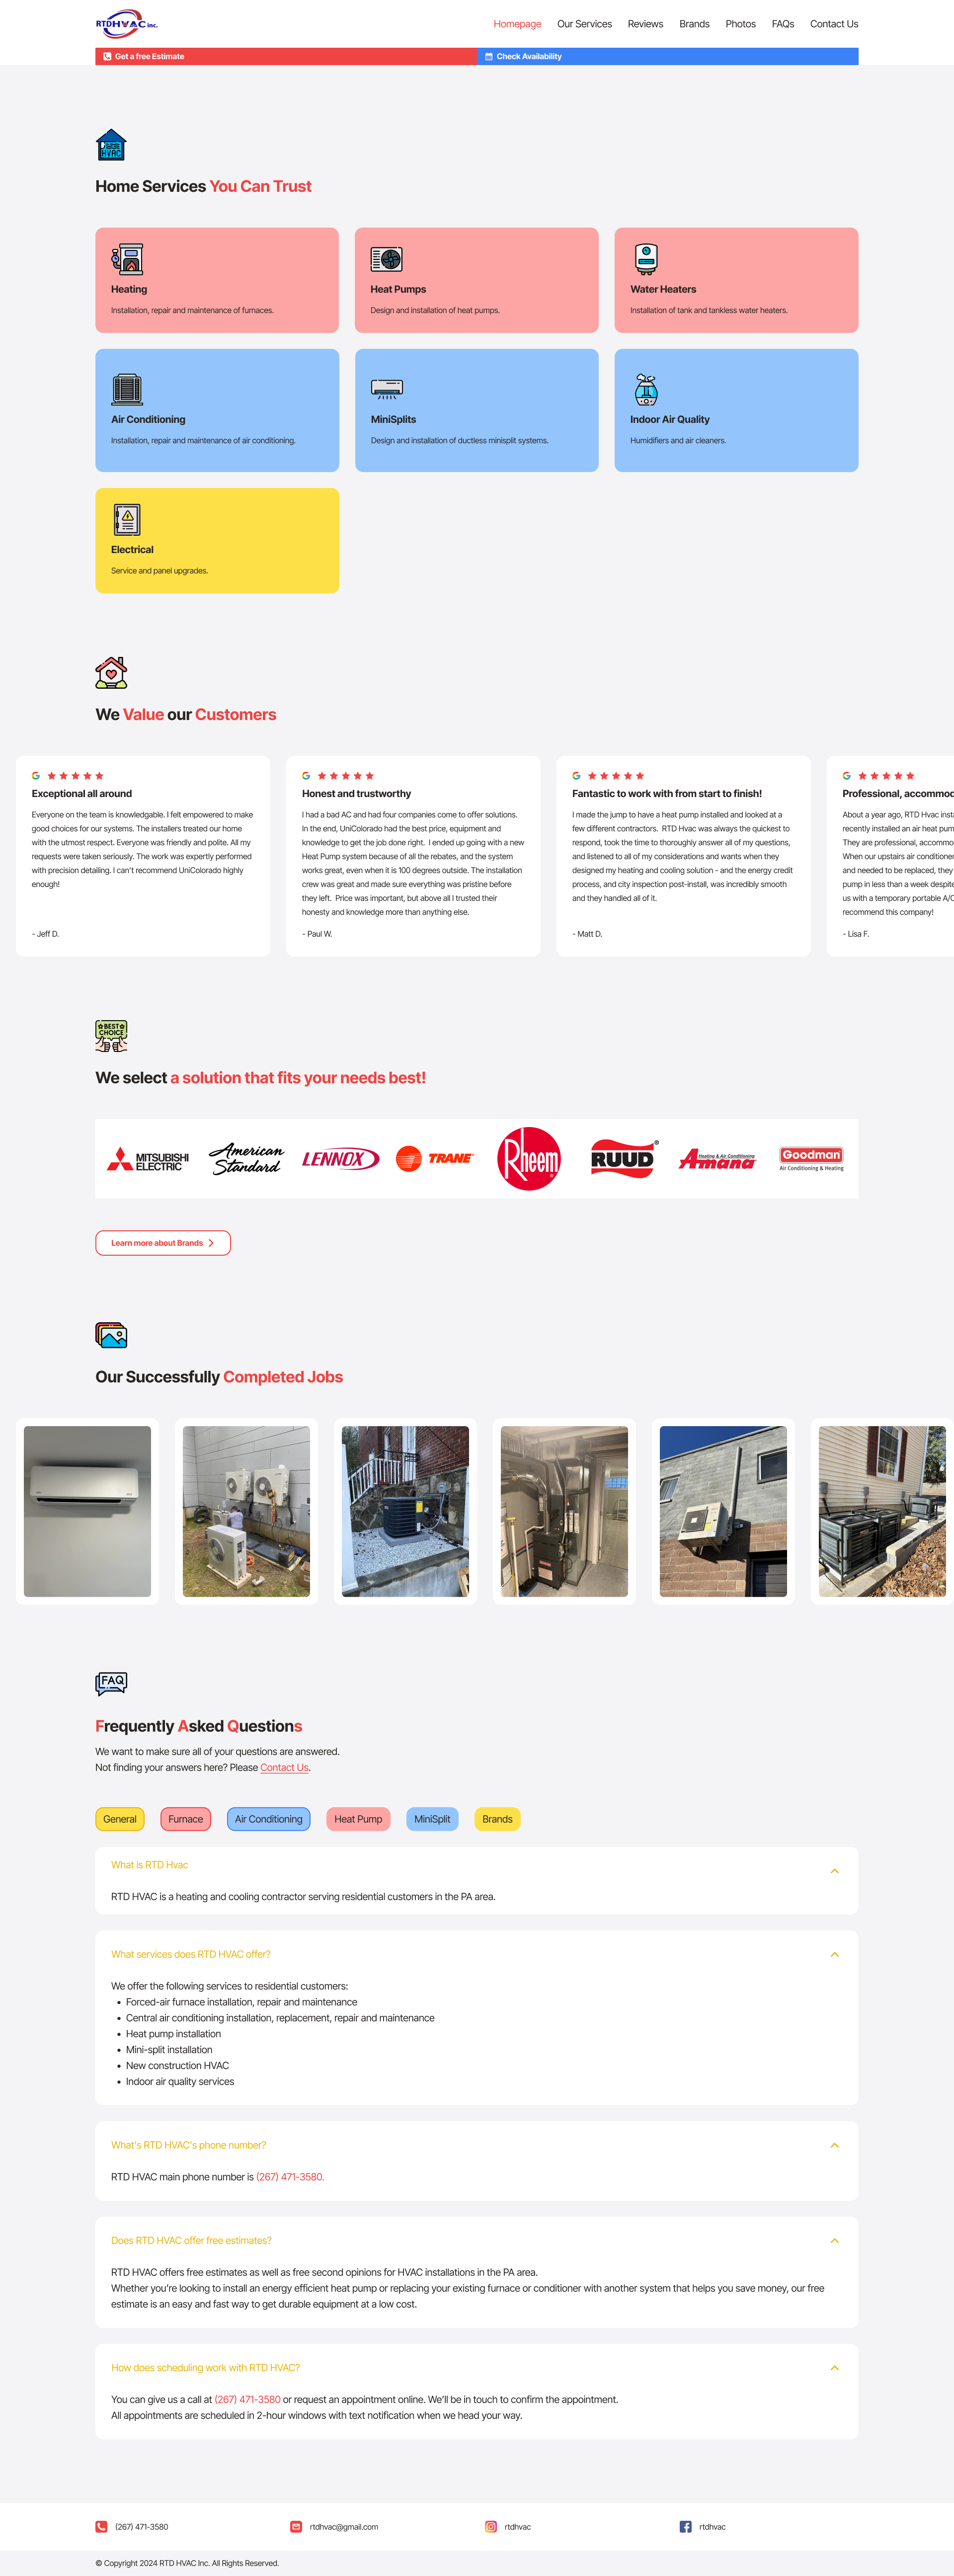 RTDHVAC inc.
Homepage
Our Services
Reviews
Brands
Photos
FAQs
Contact Us
Get a free Estimate
Check Availability
HVAC
Home Services You Can Trust
Heating
Installation, repair and maintenance of furnaces.
Heat Pumps
Design and installation of heat pumps.
Water Heaters
Installation of tank and tankless water heaters.
Air Conditioning
Installation, repair and maintenance of air conditioning.
MiniSplits
Design and installation of ductless minisplit systems.
Indoor Air Quality
Humidifiers and air cleaners.
Electrical
Service and panel upgrades.
We Value our Customers
Exceptional all around
Everyone on the team is knowledgable. I felt empowered to make
good choices for our systems. The installers treated our home
with the utmost respect. Everyone was friendly and polite. All my
requests were taken seriously. The work was expertly performed
with precision detailing. I can't recommend UniColorado highly
enough!
- Jeff D.
Honest and trustworthy
I had a bad AC and had four companies come to offer solutions.
In the end, UniColorado had the best price, equipment and
knowledge to get the job done right.  I ended up going with a new
Heat Pump system because of all the rebates, and the system
works great, even when it is 100 degrees outside. The installation
crew was great and made sure everything was pristine before
they left.  Price was important, but above all I trusted their
honesty and knowledge more than anything else.
- Paul W.
Fantastic to work with from start to finish!
I made the jump to have a heat pump installed and looked at a
few different contractors.  RTD Hvac was always the quickest to
respond, took the time to thoroughly answer all of my questions,
and listened to all of my considerations and wants when they
designed my heating and cooling solution - and the energy credit
process, and city inspection post-install, was incredibly smooth
and they handled all of it.
- Matt D.
Professional, accommod
About a year ago, RTD Hvac insta
recently installed an air heat pum
They are professional, accommo
When our upstairs air conditioner
and needed to be replaced, they
pump in less than a week despite
us with a temporary portable A/C
recommend this company!
- Lisa F.
BEST
CHOICE
We select a solution that fits your needs best!
MITSUBISHI
ELECTRIC
American
Standard
LENNOX
TRANE
Rheem
RUUD
Heating & Air Conditioning
Amana
Goodman
Air Conditioning & Heating
Learn more about Brands
Our Successfully Completed Jobs
FAQ
Frequently Asked Questions
We want to make sure all of your questions are answered.
Not finding your answers here? Please Contact Us.
General
Furnace
Air Conditioning
Heat Pump
MiniSplit
Brands
What is RTD Hvac
RTD HVAC is a heating and cooling contractor serving residential customers in the PA area.
What services does RTD HVAC offer?
We offer the following services to residential customers:
• Forced-air furnace installation, repair and maintenance
• Central air conditioning installation, replacement, repair and maintenance
• Heat pump installation
• Mini-split installation
• New construction HVAC
• Indoor air quality services
What's RTD HVAC's phone number?
RTD HVAC main phone number is (267) 471-3580.
Does RTD HVAC offer free estimates?
RTD HVAC offers free estimates as well as free second opinions for HVAC installations in the PA area.
Whether you're looking to install an energy efficient heat pump or replacing your existing furnace or conditioner with another system that helps you save money, our free
estimate is an easy and fast way to get durable equipment at a low cost.
How does scheduling work with RTD HVAC?
You can give us a call at (267) 471-3580 or request an appointment online. We'll be in touch to confirm the appointment.
All appointments are scheduled in 2-hour windows with text notification when we head your way.
(267) 471-3580
rtdhvac@gmail.com
rtdhvac
rtdhvac
© Copyright 2024 RTD HVAC Inc. All Rights Reserved.